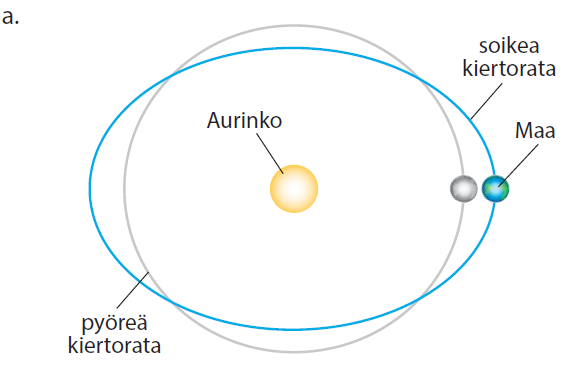 a.
soikea
kiertorata
Aurinko
Maa
pyöreä
kiertorata